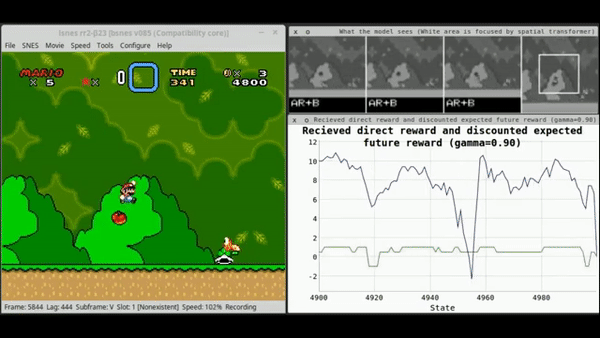 lsnes rr2-β23 [bsnes v085 (Compatibility core)]
File SNES Movie Speed Tools Configure Help
MARIO
x 5
x
0
TIME
341
x 3
4800
Frame: 5844 Lag: 444 Subframe: V Slot: 1 [Nonexistent] Speed: 102% Recording
What the model sees (White area is focused by spatial transformer)
AR+B
AR+B
AR+B
Recieved direct reward and discounted expected future reward (gamma=0.90)
Recieved direct reward and discounted expected
future reward (gamma=0.90)
12
10
8
6
4
2
0
-2
4900
4920
4940
4960
4980
State